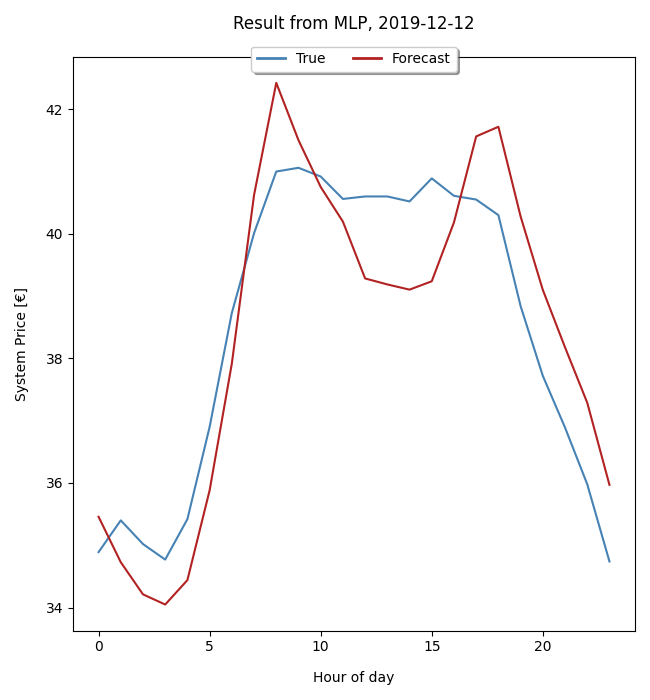 Result from MLP, 2019-12-12
True Forecast
42
40
38
36
34
System Price [€]
0 5 10 15 20
Hour of day